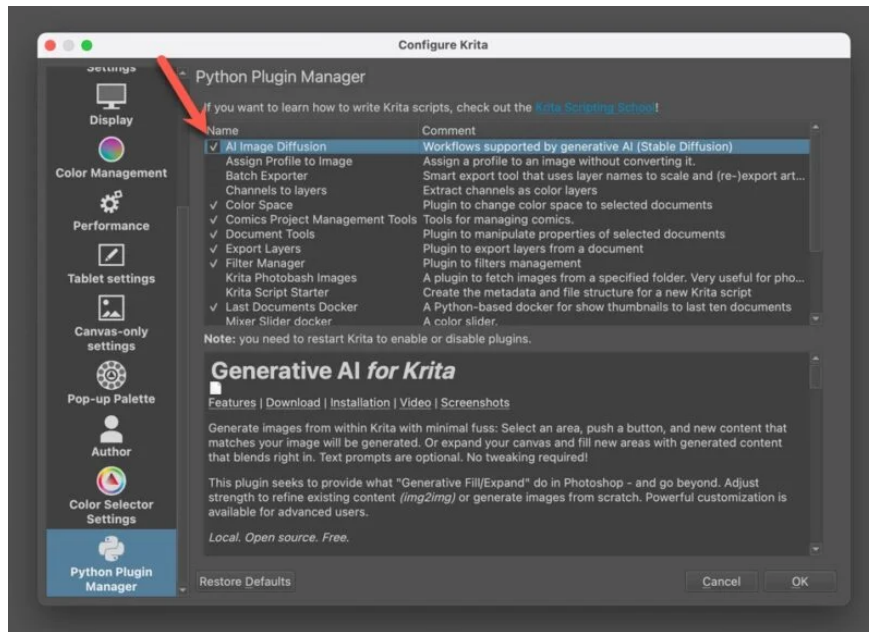 Configure Krita
Settings
Display
Color Management
Performance
Tablet settings
Canvas-only
settings
Pop-up Palette
Author
Color Selector
Settings
Python Plugin
Manager
Python Plugin Manager
If you want to learn how to write Krita scripts, check out the Krita Scripting School!
Name Comment
✓ AI Image Diffusion Workflows supported by generative AI (Stable Diffusion)
Assign Profile to Image Assign a profile to an image without converting it.
Batch Exporter Smart export tool that uses layer names to scale and (re-)export art...
Channels to layers Extract channels as color layers
✓ Color Space Plugin to change color space to selected documents
✓ Comics Project Management Tools Tools for managing comics.
✓ Document Tools Plugin to manipulate properties of selected documents
✓ Export Layers Plugin to export layers from a document
✓ Filter Manager Plugin to filters management
Krita Photobash Images A plugin to fetch images from a specified folder. Very useful for pho...
Krita Script Starter Create the metadata and file structure for a new Krita script
✓ Last Documents Docker A Python-based docker for show thumbnails to last ten documents
Mixer Slider docker A color slider.
Note: you need to restart Krita to enable or disable plugins.
Generative AI for Krita
Features | Download | Installation | Video | Screenshots
Generate images from within Krita with minimal fuss: Select an area, push a button, and new content that
matches your image will be generated. Or expand your canvas and fill new areas with generated content
that blends right in. Text prompts are optional. No tweaking required!
This plugin seeks to provide what "Generative Fill/Expand" do in Photoshop - and go beyond. Adjust
strength to refine existing content (img2img) or generate images from scratch. Powerful customization is
available for advanced users.
Local. Open source. Free.
Restore Defaults
Cancel
OK